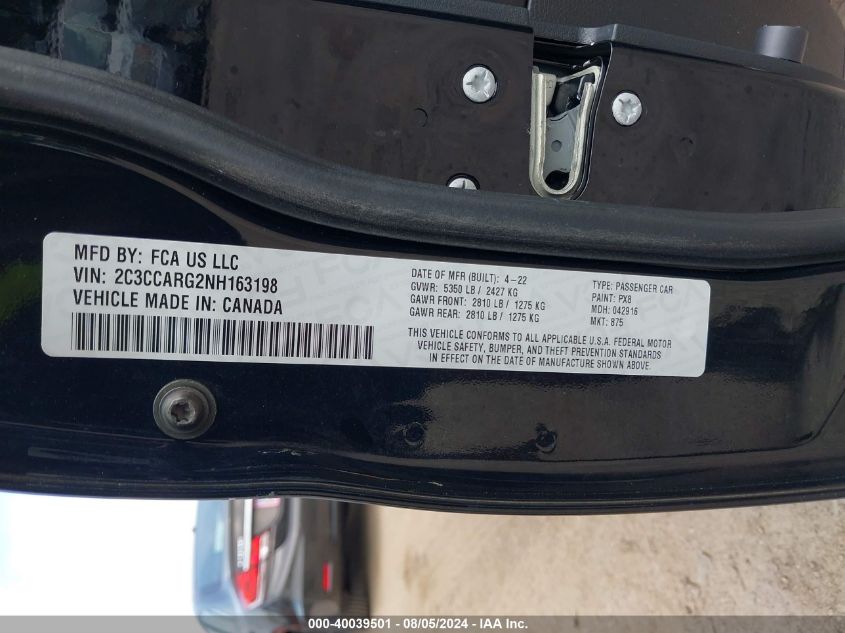 MFD BY: FCA US LLC
VIN: 2C3CCARG2NH163198
VEHICLE MADE IN: CANADA
DATE OF MFR (BUILT): 4-22
GVWR: 5350 LB / 2427 KG
GAWR FRONT: 2810 LB / 1275 KG
GAWR REAR: 2810 LB / 1275 KG
TYPE: PASSENGER CAR
PAINT: PX8
MDH: 042916
MKT: 875
THIS VEHICLE CONFORMS TO ALL APPLICABLE U.S.A. FEDERAL MOTOR
VEHICLE SAFETY, BUMPER, AND THEFT PREVENTION STANDARDS
IN EFFECT ON THE DATE OF MANUFACTURE SHOWN ABOVE.
000-40039501 - 08/05/2024 - IAA Inc.